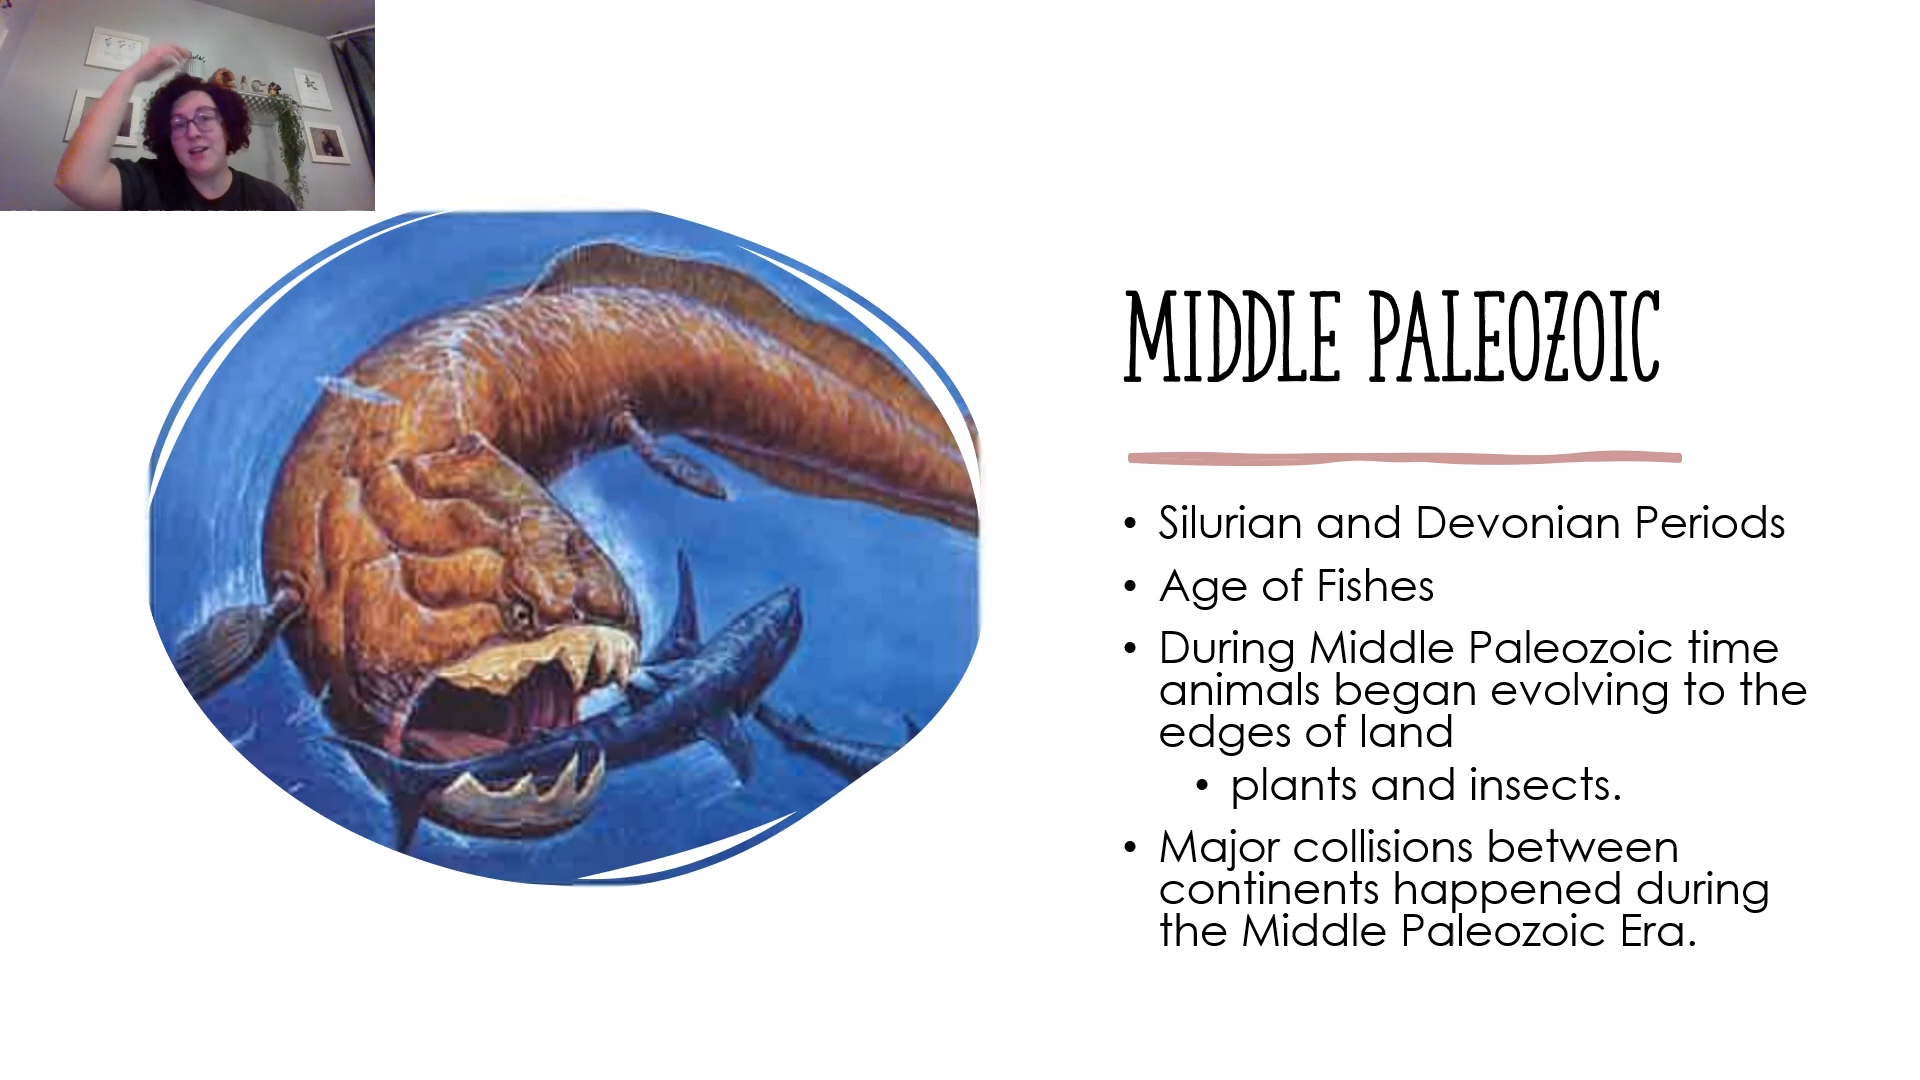 MIDDLE PALEOZOIC
• Silurian and Devonian Periods
• Age of Fishes
• During Middle Paleozoic time
animals began evolving to the
edges of land
• plants and insects.
• Major collisions between
continents happened during
the Middle Paleozoic Era.